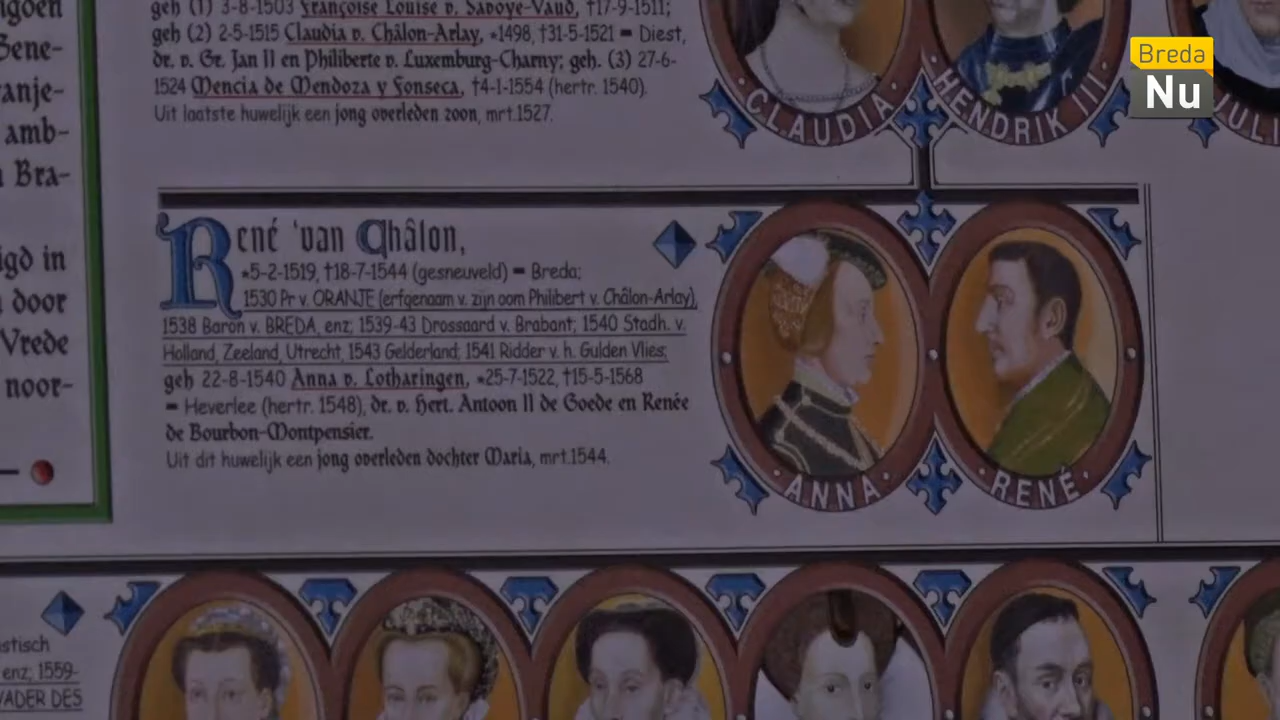 igden
Gene-
ranje-
amb-
Bra-
igd in
door
Vrede
noor-
geh (1) 3-8-1503 Françoise Louise v. Savoye-Vaud, †17-9-1511;
geh (2) 2-5-1515 Claudia v. Châlon-Arlay, *1498, †31-5-1521 = Diest,
dr. v. Gr. Jan II en Philiberte v. Luxemburg-Charny; geh. (3) 27-6-
1524 Mencia de Mendoza y Fonseca, †4-1-1554 (hertr. 1540).
Uit laatste huwelijk een jong overleden zoon, mrt.1527.
·CLAUDIA·
·HENDRIK III·
JULI
Breda
Nu
René van Châlon,
*5-2-1519, †18-7-1544 (gesneuveld) = Breda;
1530 Pr v. ORANJE (erfgenaam v. zijn oom Philibert v. Châlon-Arlay),
1538 Baron v. BREDA, enz; 1539-43 Drossaard v. Brabant; 1540 Stadh. v.
Holland, Zeeland, Utrecht, 1543 Gelderland; 1541 Ridder v. h. Gulden Vlies;
geh 22-8-1540 Anna v. Lotharingen, *25-7-1522, †15-5-1568
= Heverlee (hertr. 1548), dr. v. Hert. Antoon II de Goede en Renée
de Bourbon-Montpensier.
Uit dit huwelijk een jong overleden dochter Maria, mrt.1544.
·ANNA·
·RENÉ·
stisch
enz; 1559-
VADER DES